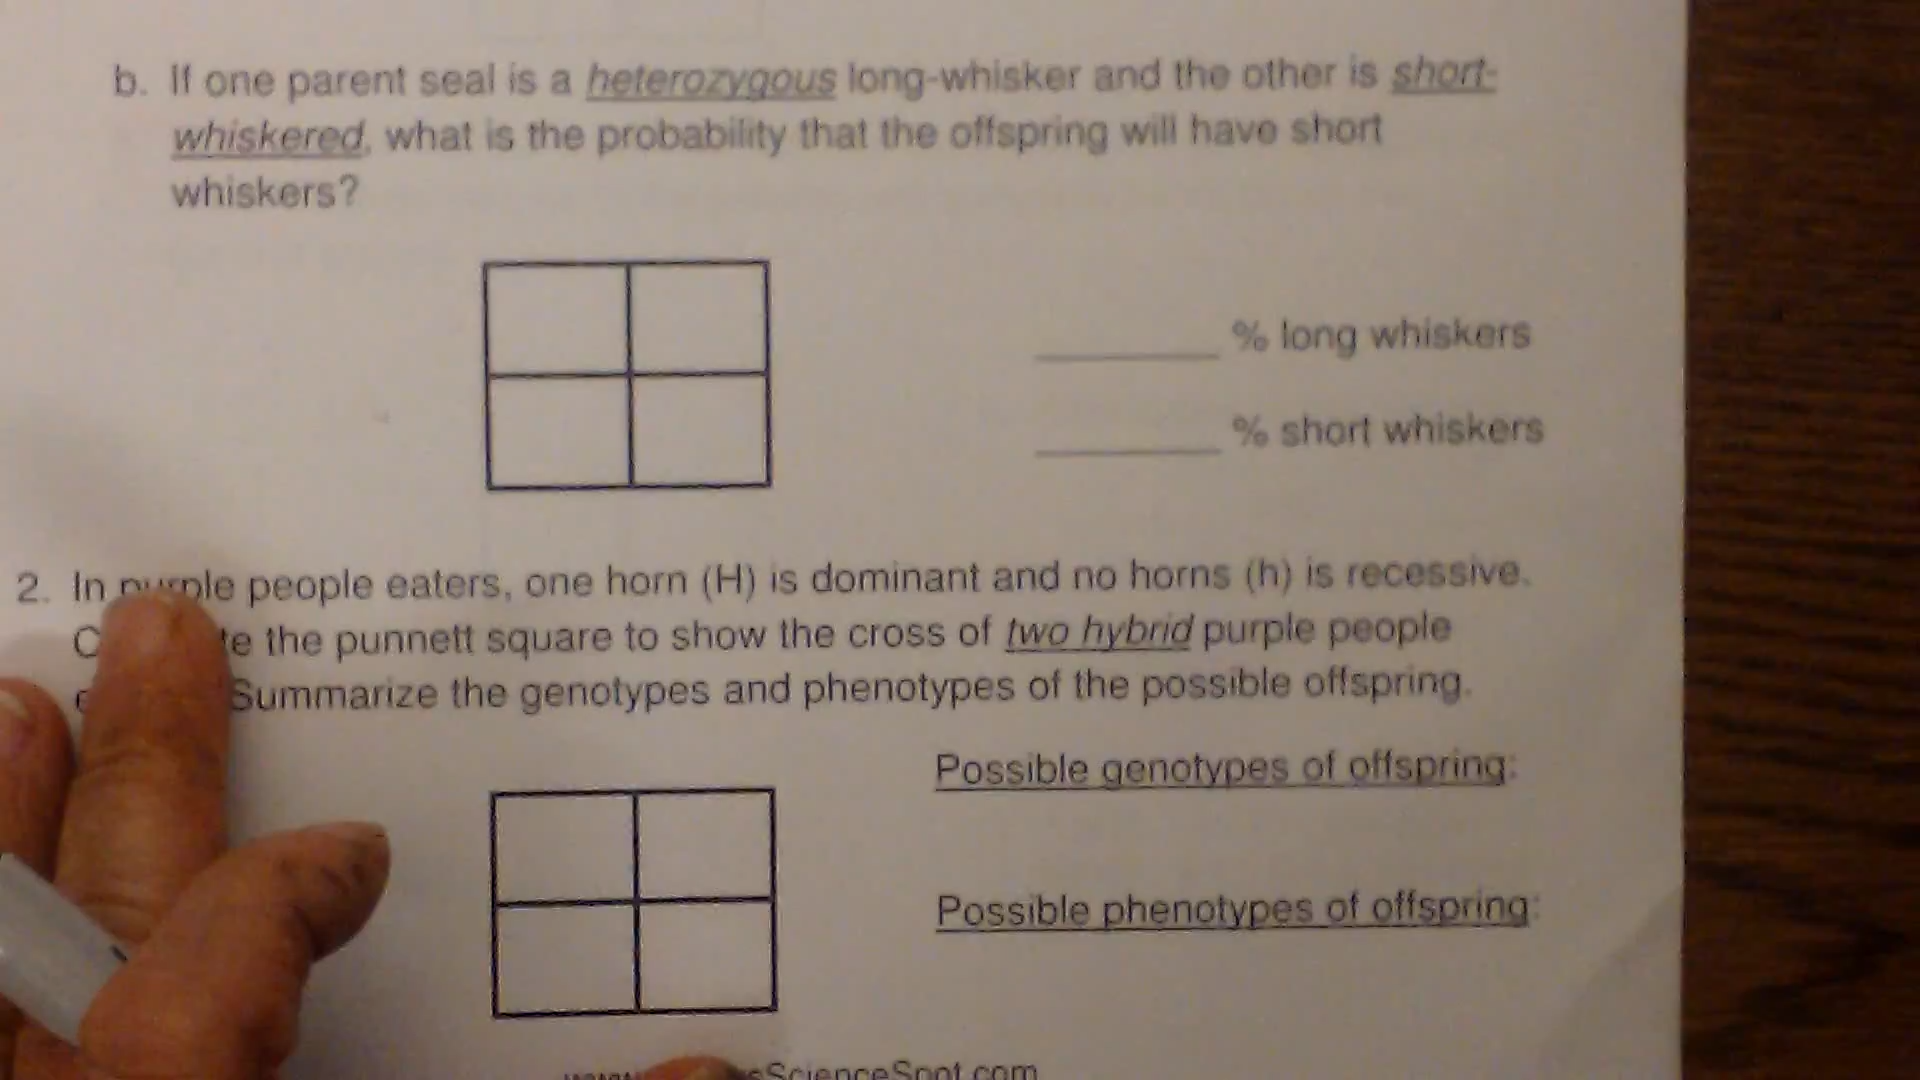 b. If one parent seal is a heterozygous long-whisker and the other is short-
whiskered, what is the probability that the offspring will have short
whiskers?
% long whiskers
% short whiskers
2. In purple people eaters, one horn (H) is dominant and no horns (h) is recessive.
the punnett square to show the cross of two hybrid purple people
Summarize the genotypes and phenotypes of the possible offspring.
Possible genotypes of offspring:
Possible phenotypes of offspring: